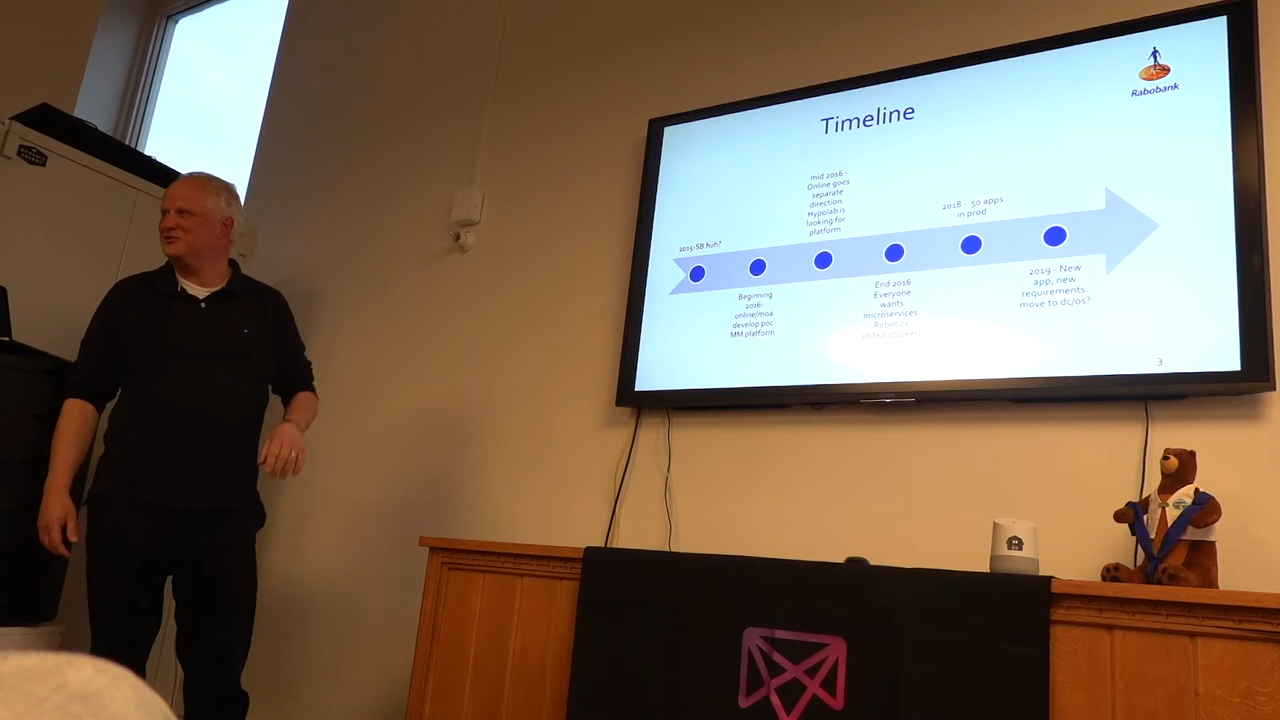 Rabobank
Timeline
2015-SB huh?
Beginning
2016-
online/moa
develop poc
MM platform
mid 2016 -
Online goes
separate
direction.
Hypolab is
looking for
platform
End 2016
Everyone
wants
microservices
Robotics
added (docker)
2018 - 50 apps
in prod
2019 - New
app, new
requirements
move to dc/os?
3